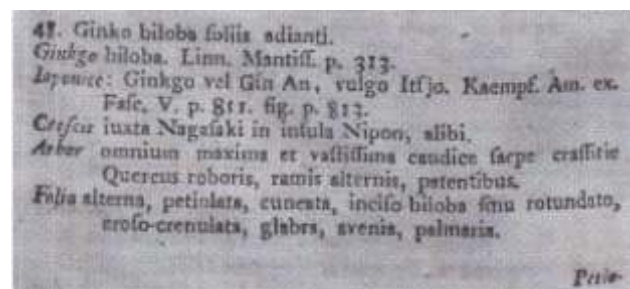 48. Ginko biloba foliis adianti.
Ginkgo biloba. Linn. Mantiſſ. p. 313.
Iaponice: Ginkgo vel Gin An, vulgo Itſjo. Kaempf. Am. ex.
Faſc. V. p. 811. fig. p. 813.
Creſcit iuxta Nagaſaki in inſula Nipon, alibi.
Arbor omnium maxima et vaſtiſſima caudice ſaepe craſſitie
Quercus roboris, ramis alternis, patentibus.
Folia alterna, petiolata, cuneata, inciſo biloba ſinu rotundato,
eroſo-crenulata, glabra, avenia, palmaria.
Petio-